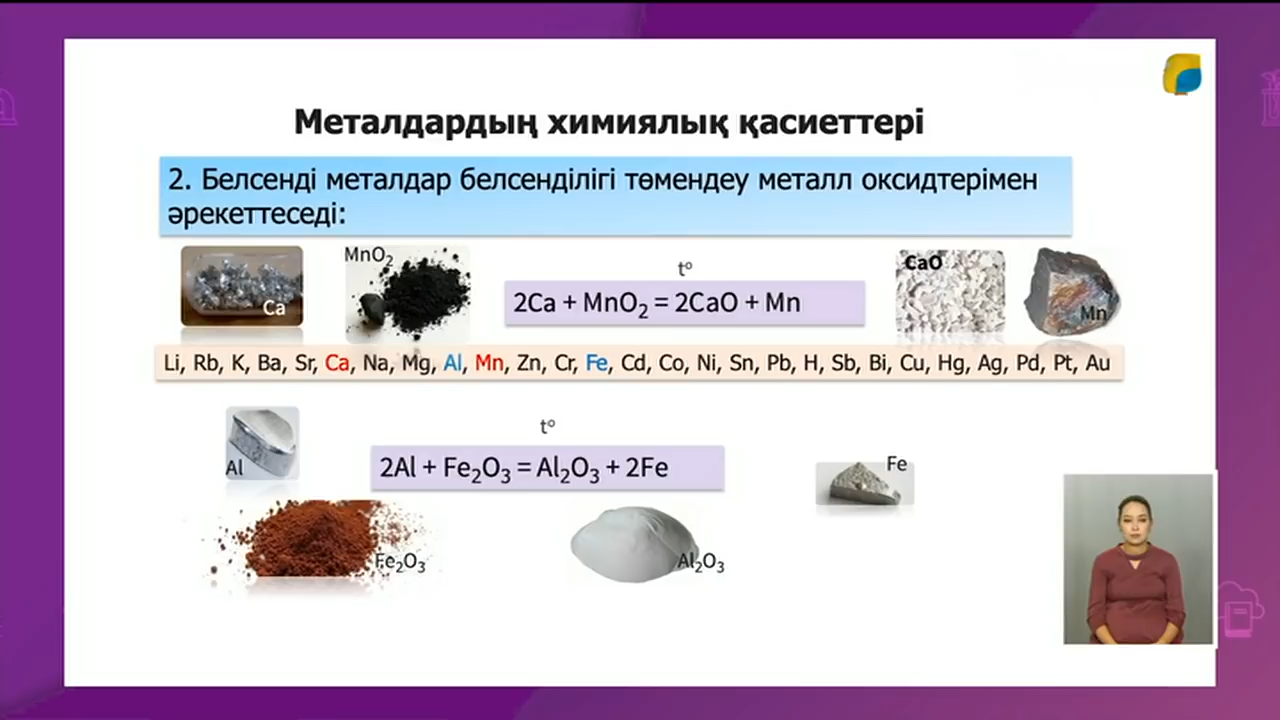 Металдардың химиялық қасиеттері
2. Белсенді металдар белсенділігі төмендеу металл оксидтерімен
әрекеттеседі:
Ca
MnO₂
t°
2Ca + MnO₂ = 2CaO + Mn
CaO
Mn
Li, Rb, K, Ba, Sr, Ca, Na, Mg, Al, Mn, Zn, Cr, Fe, Cd, Co, Ni, Sn, Pb, H, Sb, Bi, Cu, Hg, Ag, Pd, Pt, Au
Al
t°
2Al + Fe₂O₃ = Al₂O₃ + 2Fe
Fe
Fe₂O₃
Al₂O₃